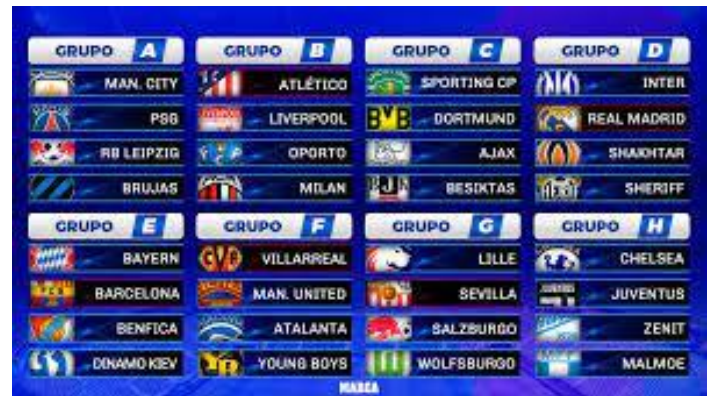 GRUPO A
MAN. CITY
PSG
RB LEIPZIG
BRUJAS
GRUPO B
ATLÉTICO
LIVERPOOL
OPORTO
MILAN
GRUPO C
SPORTING CP
DORTMUND
AJAX
BESIKTAS
GRUPO D
INTER
REAL MADRID
SHAKHTAR
SHERIFF
GRUPO E
BAYERN
BARCELONA
BENFICA
DINAMO KIEV
GRUPO F
VILLARREAL
MAN. UNITED
ATALANTA
YOUNG BOYS
GRUPO G
LILLE
SEVILLA
SALZBURGO
WOLFSBURGO
GRUPO H
CHELSEA
JUVENTUS
ZENIT
MALMOE
MARCA